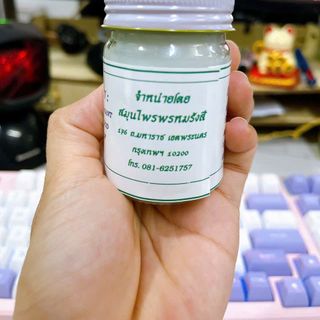 จำหน่ายโดย
สมุนไพรพรหมรังสี
136 ถ.มหาราช เขตพระนคร
กรุงเทพฯ 10200
โทร. 081-6251757